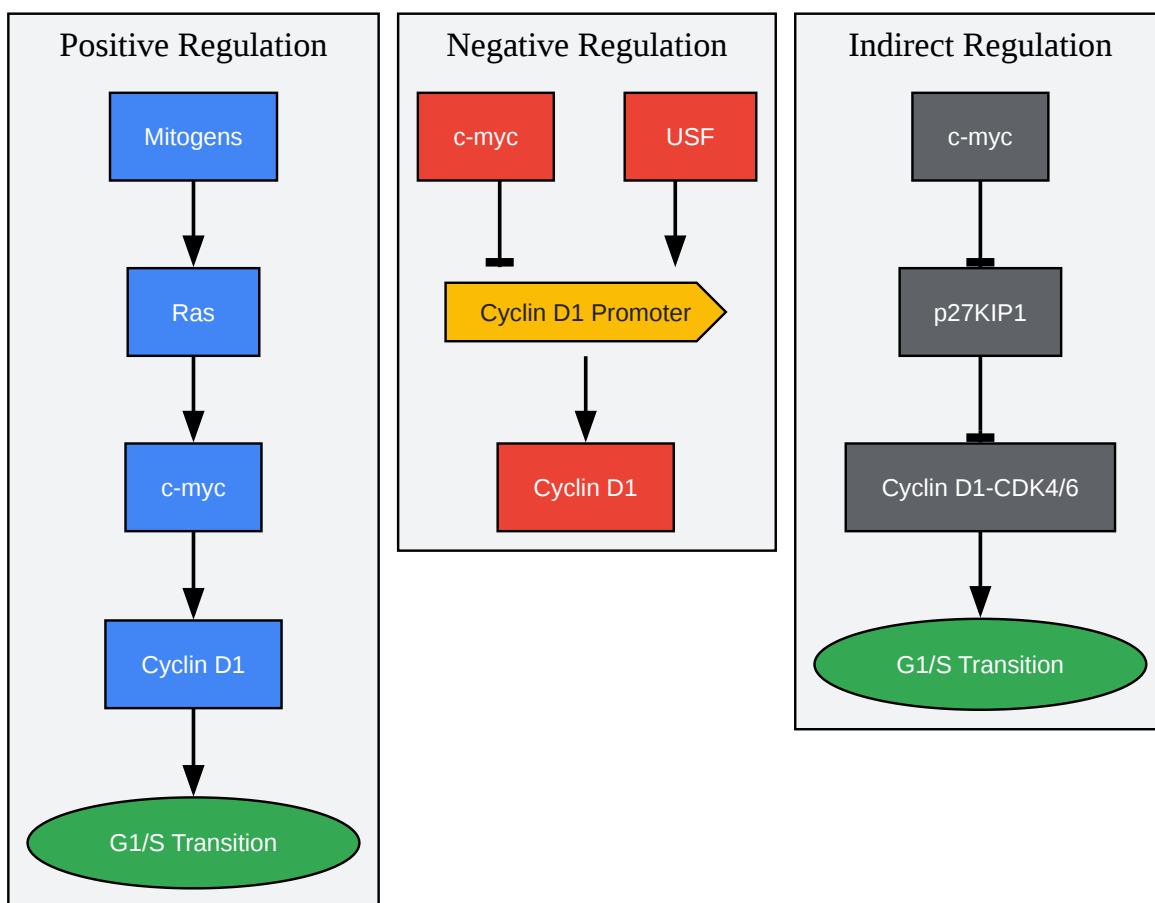 Positive Regulation
Mitogens
Ras
c-myc
Cyclin D1
G1/S Transition
Negative Regulation
c-myc
USF
Cyclin D1 Promoter
Cyclin D1
Indirect Regulation
c-myc
p27KIP1
Cyclin D1-CDK4/6
G1/S Transition